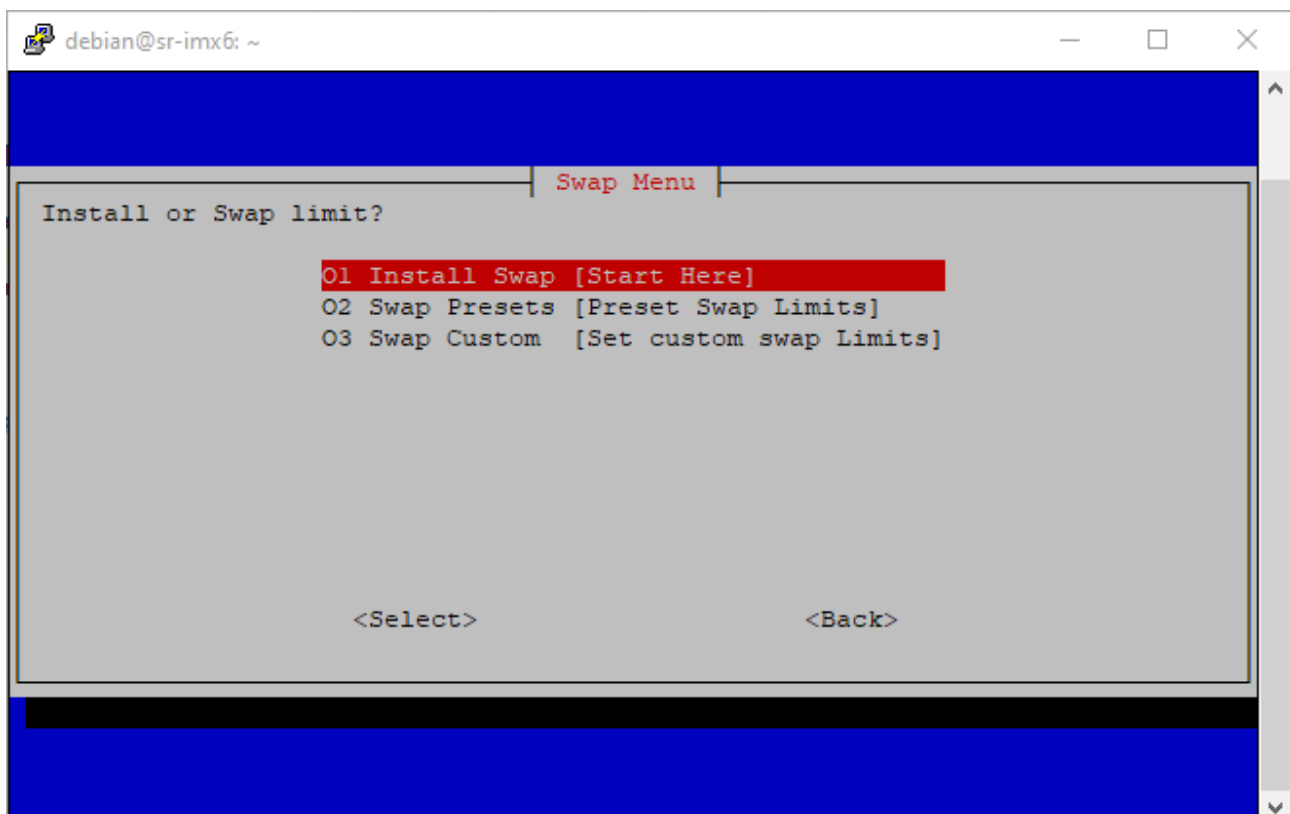 debian@sr-imx6: ~
Swap Menu
Install or Swap limit?
O1 Install Swap [Start Here]
O2 Swap Presets [Preset Swap Limits]
O3 Swap Custom  [Set custom swap Limits]
<Select> <Back>